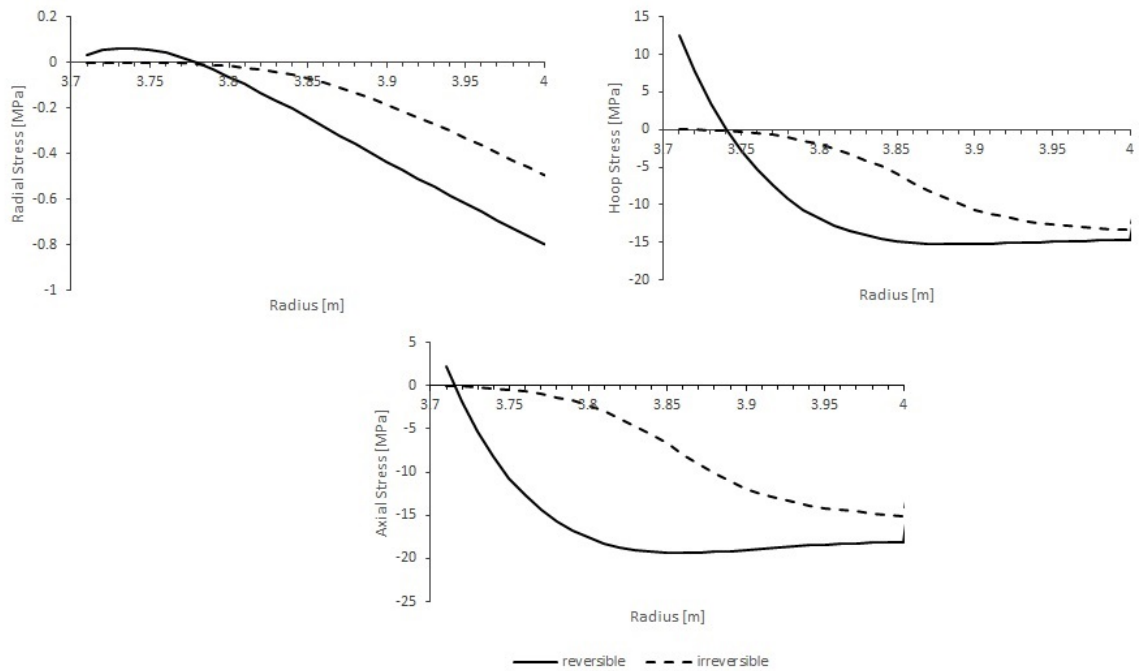 0.2
0
-0.2
-0.4
-0.6
-0.8
-1
3.7 3.75 3.8 3.85 3.9 3.95 4
Radial Stress [MPa]
Radius [m]
15
10
5
0
-5
-10
-15
-20
3.7 3.75 3.8 3.85 3.9 3.95 4
Hoop Stress [MPa]
Radius [m]
5
0
-5
-10
-15
-20
-25
3.7 3.75 3.8 3.85 3.9 3.95 4
Axial Stress [MPa]
Radius [m]
reversible irreversible